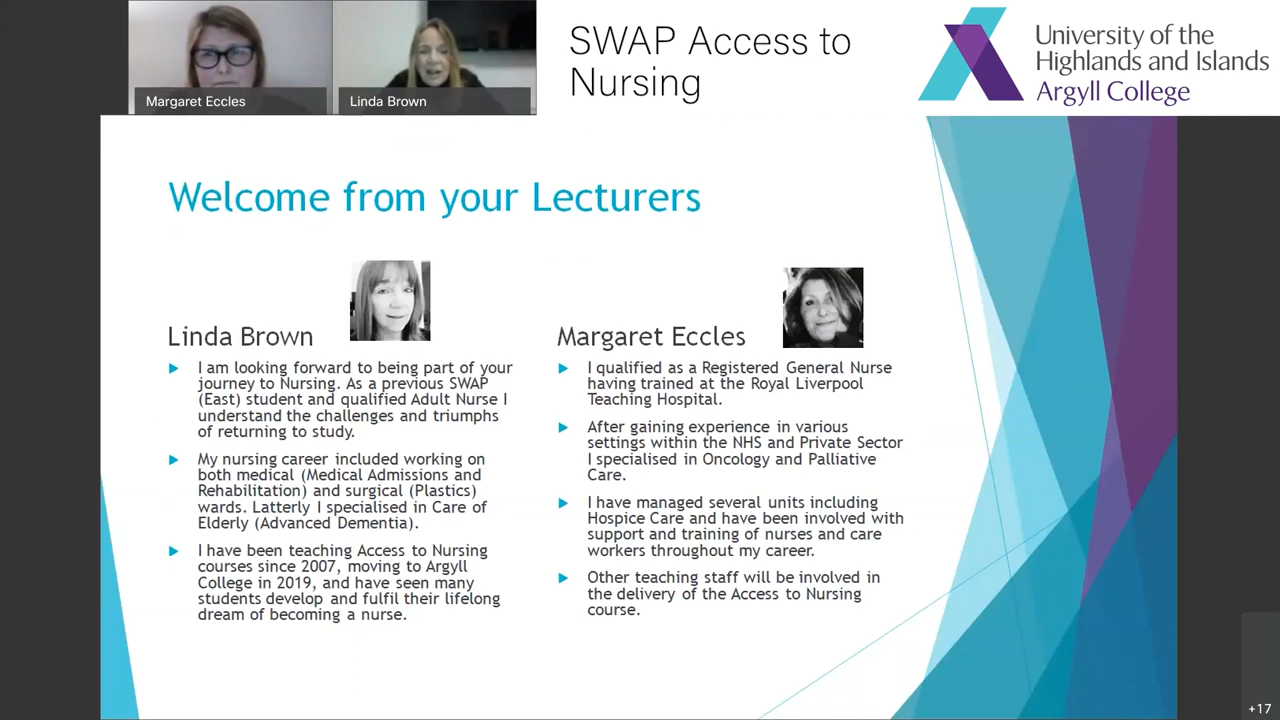 Margaret Eccles
Linda Brown
SWAP Access to
Nursing
University of the
Highlands and Islands
Argyll College
Welcome from your Lecturers
Linda Brown
I am looking forward to being part of your
journey to Nursing. As a previous SWAP
(East) student and qualified Adult Nurse I
understand the challenges and triumphs
of returning to study.
My nursing career included working on
both medical (Medical Admissions and
Rehabilitation) and surgical (Plastics)
wards. Latterly I specialised in Care of
Elderly (Advanced Dementia).
I have been teaching Access to Nursing
courses since 2007, moving to Argyll
College in 2019, and have seen many
students develop and fulfil their lifelong
dream of becoming a nurse.
Margaret Eccles
I qualified as a Registered General Nurse
having trained at the Royal Liverpool
Teaching Hospital.
After gaining experience in various
settings within the NHS and Private Sector
I specialised in Oncology and Palliative
Care.
I have managed several units including
Hospice Care and have been involved with
support and training of nurses and care
workers throughout my career.
Other teaching staff will be involved in
the delivery of the Access to Nursing
course.
+17